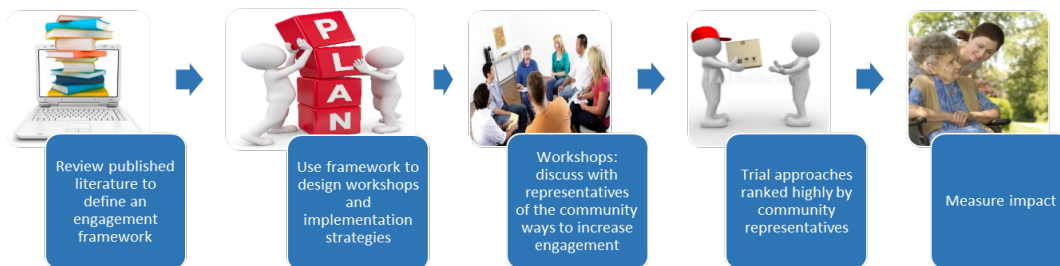 P
L
A
N
Review published
literature to
define an
engagement
framework
Use framework to
design workshops
and
implementation
strategies
Workshops:
discuss with
representatives
of the community
ways to increase
engagement
Trial approaches
ranked highly by
community
representatives
Measure impact